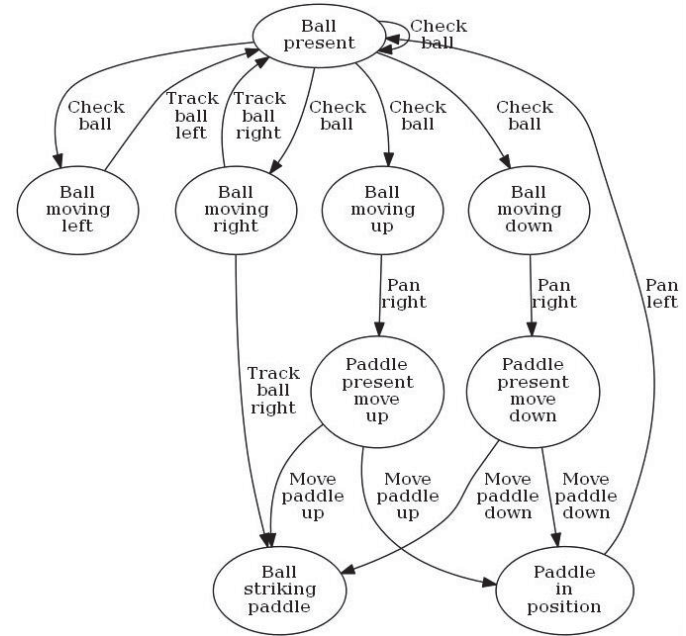 Ball
present
Check
ball
Check
ball
Track
ball
left
Track
ball
right
Check
ball
Check
ball
Check
ball
Ball
moving
left
Ball
moving
right
Ball
moving
up
Ball
moving
down
Pan
right
Pan
right
Pan
left
Track
ball
right
Paddle
present
move
up
Paddle
present
move
down
Move
paddle
up
Move
paddle
up
Move
paddle
down
Move
paddle
down
Ball
striking
paddle
Paddle
in
position